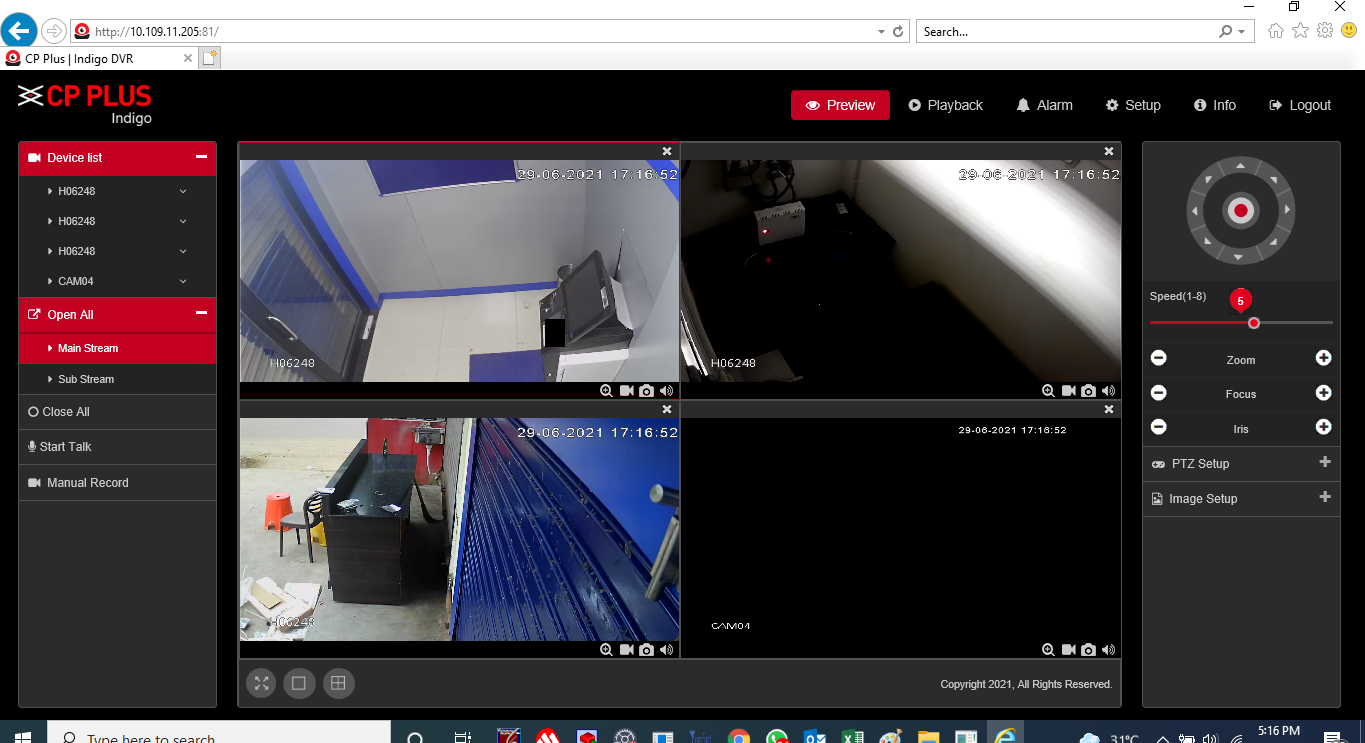 http://10.109.11.205:81/
Search...
CP Plus | Indigo DVR
CP PLUS
Indigo
Preview
Playback
Alarm
Setup
Info
Logout
Device list
H06248
H06248
H06248
CAM04
Open All
Main Stream
Sub Stream
Close All
Start Talk
Manual Record
29-06-2021 17:16:52
H06248
29-06-2021 17:16:52
H06248
29-06-2021 17:16:52
H06248
29-06-2021 17:16:52
CAM04
Copyright 2021, All Rights Reserved.
Speed(1-8)
5
Zoom
Focus
Iris
PTZ Setup
Image Setup
Type here to search
31°C
5:16 PM